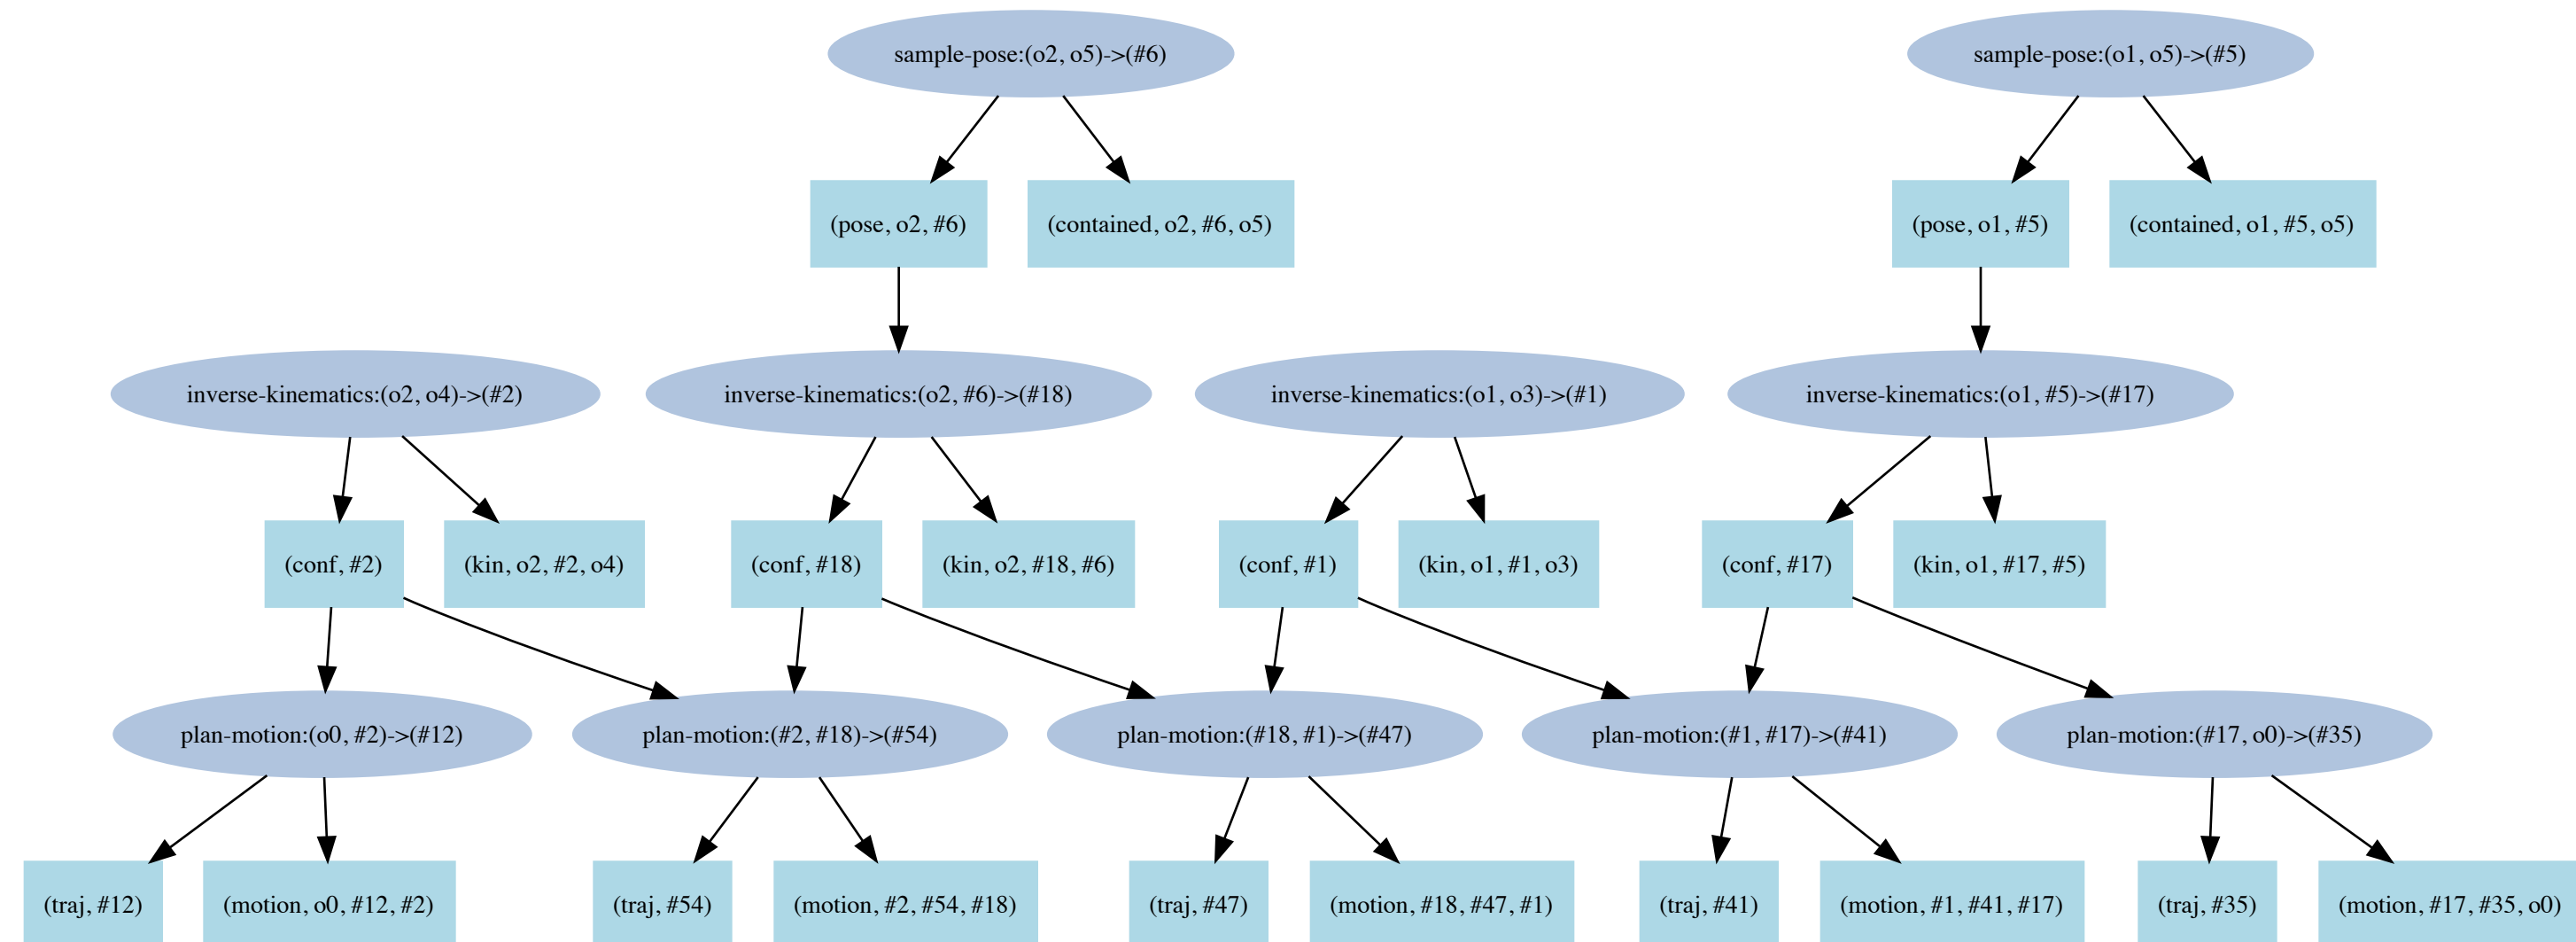 sample-pose:(o2, o5)->(#6)
sample-pose:(o1, o5)->(#5)
(pose, o2, #6)
(contained, o2, #6, o5)
(pose, o1, #5)
(contained, o1, #5, o5)
inverse-kinematics:(o2, o4)->(#2)
inverse-kinematics:(o2, #6)->(#18)
inverse-kinematics:(o1, o3)->(#1)
inverse-kinematics:(o1, #5)->(#17)
(conf, #2)
(kin, o2, #2, o4)
(conf, #18)
(kin, o2, #18, #6)
(conf, #1)
(kin, o1, #1, o3)
(conf, #17)
(kin, o1, #17, #5)
plan-motion:(o0, #2)->(#12)
plan-motion:(#2, #18)->(#54)
plan-motion:(#18, #1)->(#47)
plan-motion:(#1, #17)->(#41)
plan-motion:(#17, o0)->(#35)
(traj, #12)
(motion, o0, #12, #2)
(traj, #54)
(motion, #2, #54, #18)
(traj, #47)
(motion, #18, #47, #1)
(traj, #41)
(motion, #1, #41, #17)
(traj, #35)
(motion, #17, #35, o0)